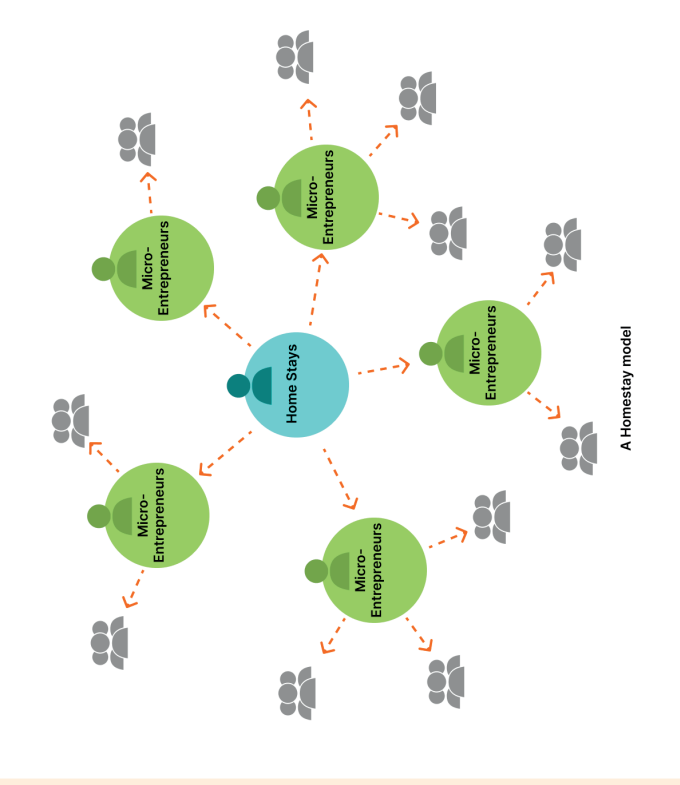 Micro-
Entrepreneurs
Micro-
Entrepreneurs
Micro-
Entrepreneurs
Home Stays
Micro-
Entrepreneurs
Micro-
Entrepreneurs
A Homestay model